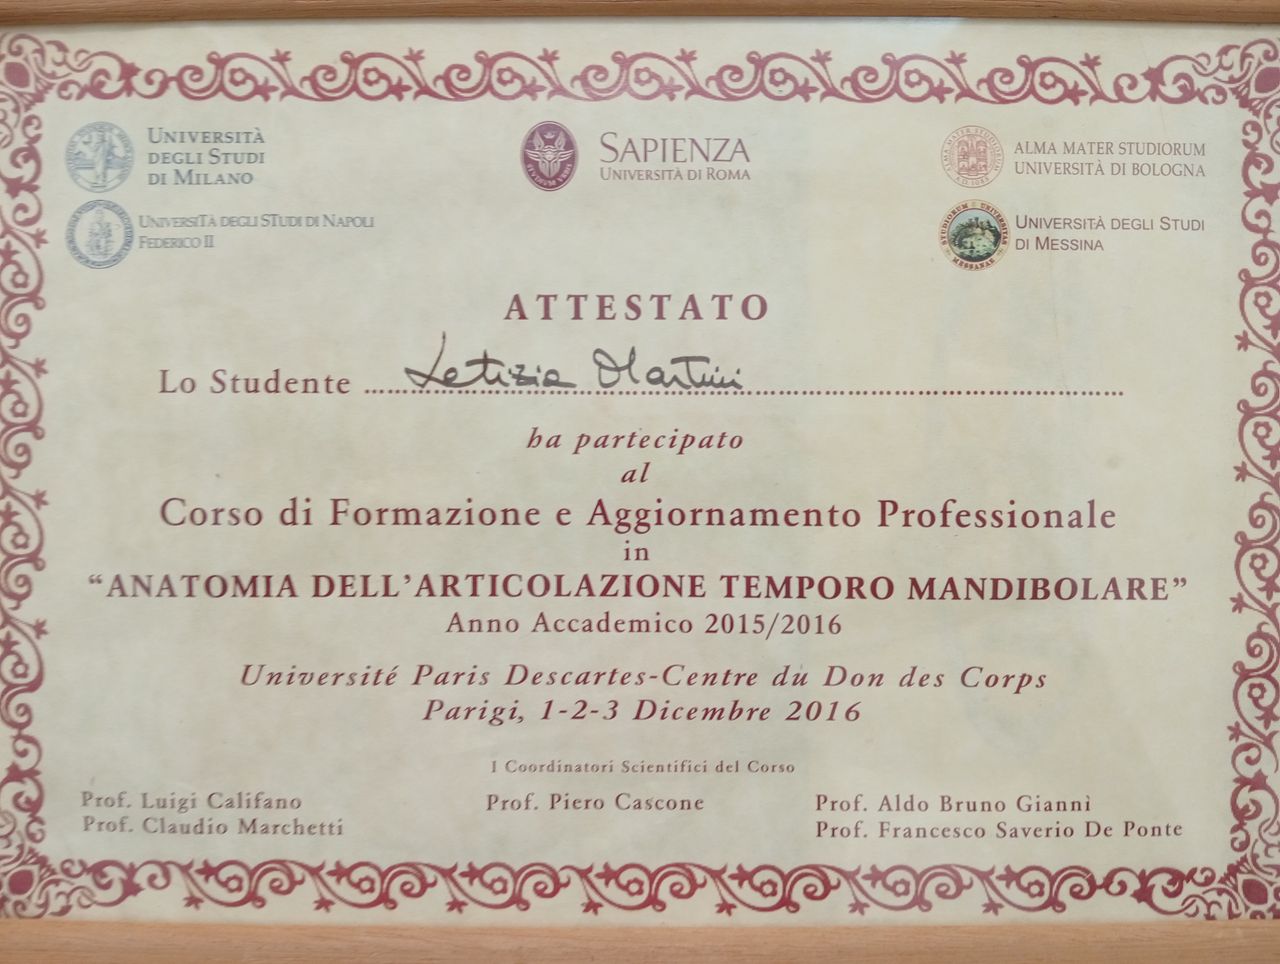 UNIVERSITÀ
DEGLI STUDI
DI MILANO
UNIVERSITÀ DEGLI STUDI DI NAPOLI
FEDERICO II
SAPIENZA
UNIVERSITÀ DI ROMA
ALMA MATER STUDIORUM
UNIVERSITÀ DI BOLOGNA
UNIVERSITÀ DEGLI STUDI
DI MESSINA
ATTESTATO
Lo Studente Letizia Martini
ha partecipato
al
Corso di Formazione e Aggiornamento Professionale
in
“ANATOMIA DELL’ARTICOLAZIONE TEMPORO MANDIBOLARE”
Anno Accademico 2015/2016
Université Paris Descartes-Centre du Don des Corps
Parigi, 1-2-3 Dicembre 2016
I Coordinatori Scientifici del Corso
Prof. Luigi Califano
Prof. Claudio Marchetti
Prof. Piero Cascone
Prof. Aldo Bruno Giannì
Prof. Francesco Saverio De Ponte